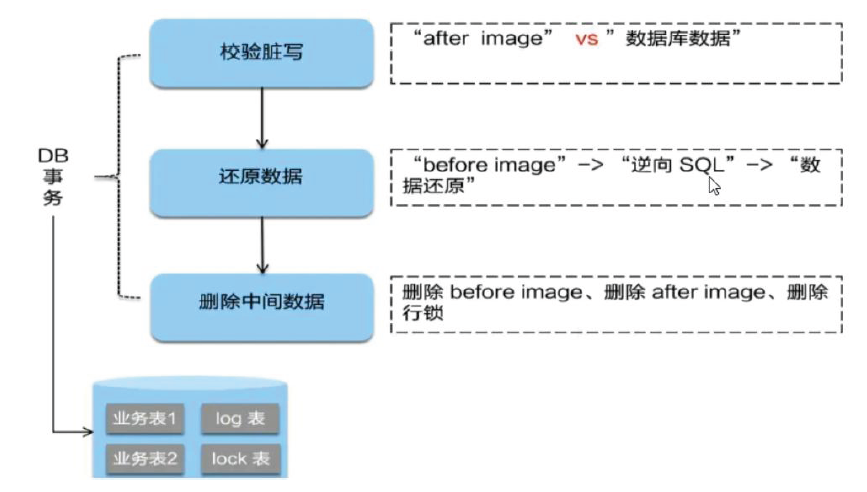 校验脏写
“after image” vs ”数据库数据”
DB
事
务
还原数据
“before image”–> “逆向 SQL”–> “数
据还原”
删除中间数据
删除 before image、删除 after image、删除
行锁
业务表1
log 表
业务表2
lock 表